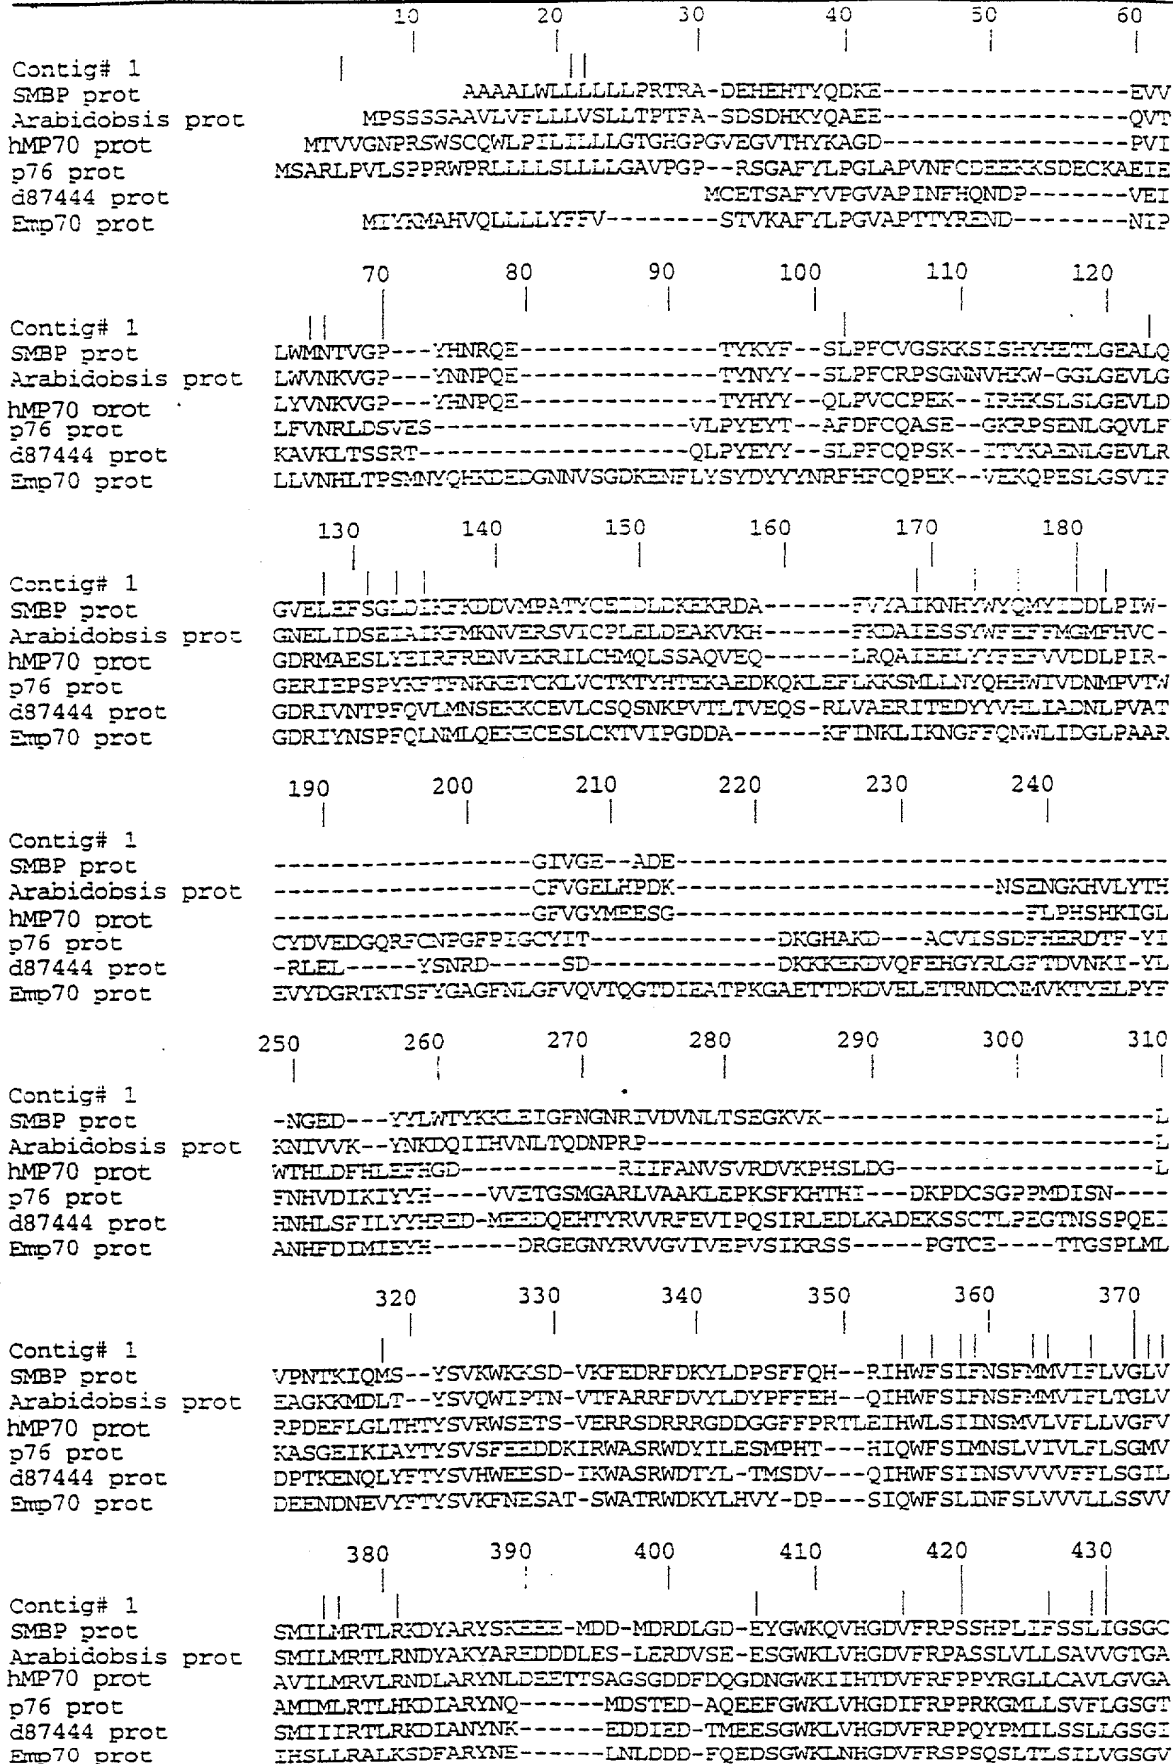 10 20 30 40 50 60
Contig# 1
SMBP prot AAAALWLLLLLLPRTRA-DEHEHTYQDKE-----------------EVV
Arabidobsis prot MPSSSSAAVLVFLLLVSLLTPTFA-SDSDHKYQAEE-----------------QVT
hMP70 prot MTVVGNPRSWSCQWLPILILLLGTGHGPGVEGVTHYKAGD-----------------PVI
p76 prot MSARLPVLSPPRWPRLLLLSLLLLGAVPGP--RSGAFYLPGLAPVNFCDEEKKSDECKAEIE
d87444 prot MCETSAFYVPGVAPINFHQNDP-------VEI
Emp70 prot MIYKMAHVQLLLLYFFV--------STVKAFYLPGVAPTTYREND--------NIP
70 80 90 100 110 120
Contig# 1
SMBP prot LWMNTVGP---YHNRQE--------------TYKYF--SLPFCVGSKKSISHYHETLGEALQ
Arabidobsis prot LWVNKVGP---YNNPQE--------------TYNYY--SLPFCRPSGNNVHKW-GGLGEVLG
hMP70 prot LYVNKVGP---YHNPQE--------------TYHYY--QLPVCCPEK--IRHKSLSLGEVLD
p76 prot LFVNRLDSVES------------------VLPYEYT--AFDFCQASE--GKRPSENLGQVLF
d87444 prot KAVKLTSSRT-------------------QLPYEYY--SLPFCQPSK--ITYKAENLGEVLR
Emp70 prot LLVNHLTPSMNYQHKDEDGNNVSGDKENFLYSYDYYYNRFHFCQPEK--VEKQPESLGSVIF
130 140 150 160 170 180
Contig# 1
SMBP prot GVELEFSGLDIKFKDDVMPATYCEIDLDKEKRDA------FVYAIKNHYWYQMYIDDLPIW-
Arabidobsis prot GNELIDSEIAIKFMKNVERSVICPLELDEAKVKH------FKDAIESSYWFEFFMGMFHVC-
hMP70 prot GDRMAESLYEIRFRENVEKRILCHMQLSSAQVEQ------LRQAIEELYYFEFVVDDLPIR-
p76 prot GERIEPSPYKFTFNKKETCKLVCTKTYHTEKAEDKQKLEFLKKSMLLNYQHHWIVDNMPVTW
d87444 prot GDRIVNTPFQVLMNSEKKCEVLCSQSNKPVTLTVEQS-RLVAERITEDYYVHLIADNLPVAT
Emp70 prot GDRIYNSPFQLNMLQEKECESLCKTVIPGDDA------KFINKLIKNGFFQNWLIDGLPAAR
190 200 210 220 230 240
Contig# 1
SMBP prot ------------------GIVGE--ADE----------------------------------
Arabidobsis prot ------------------CFVGELHPDK----------------------NSENGKHVLYTH
hMP70 prot ------------------GFVGYMEESG------------------------FLPHSHKIGL
p76 prot CYDVEDGQRFCNPGFPIGCYIT-------------DKGHAKD---ACVISSDFHERDTF-YI
d87444 prot -RLEL-----YSNRD-----SD-------------DKKKEKDVQFEHGYRLGFTDVNKI-YL
Emp70 prot EVYDGRTKTSFYGAGFNLGFVQVTQGTDIEATPKGAETTDKDVELETRNDCNMVKTYELPYF
250 260 270 280 290 300 310
Contig# 1
SMBP prot -NGED---YYLWTYKKLEIGFNGNRIVDVNLTSEGKVK-----------------------L
Arabidobsis prot KNIVVK--YNKDQIIHVNLTQDNPRP-----------------------------------L
hMP70 prot WTHLDFHLEFHGD-----------RIIFANVSVRDVKPHSLDG------------------L
p76 prot FNHVDIKIYYH----VVETGSMGARLVAAKLEPKSFKHTHI---DKPDCSGPPMDISN----
d87444 prot HNHLSFILYYHRED-MEEDQEHTYRVVRFEVIPQSIRLEDLKADEKSSCTLPEGTNSSPQEI
Emp70 prot ANHFDIMIEYH------DRGEGNYRVVGVIVEPVSIKRSS-----PGTCE----TTGSPLML
320 330 340 350 360 370
Contig# 1
SMBP prot VPNTKIQMS--YSVKWKKSD-VKFEDRFDKYLDPSFFQH--RIHWFSIFNSFMMVIFLVGLV
Arabidobsis prot EAGKKMDLT--YSVQWIPTN-VTFARRFDVYLDYPFFEH--QIHWFSIFNSFMMVIFLTGLV
hMP70 prot RPDEFLGLTHTYSVRWSETS-VERRSDRRRGDDGGFFPRTLEIHWLSIINSMVLVFLLVGFV
p76 prot KASGEIKIAYTYSVSFEEDDKIRWASRWDYILESMPHT---HIQWFSIMNSLVIVLFLSGMV
d87444 prot DPTKENQLYFTYSVHWEESD-IKWASRWDTYL-TMSDV---QIHWFSIINSVVVVFFLSGIL
Emp70 prot DEENDNEVYFTYSVKFNESAT-SWATRWDKYLHVY-DP---SIQWFSLINFSLVVVLLSSVV
380 390 400 410 420 430
Contig# 1
SMBP prot SMILMRTLRKDYARYSKEEE-MDD-MDRDLGD-EYGWKQVHGDVFRPSSHPLIFSSLIGSGC
Arabidobsis prot SMILMRTLRNDYAKYAREDDDLES-LERDVSE-ESGWKLVHGDVFRPASSLVLLSAVVGTGA
hMP70 prot AVILMRVLRNDLARYNLDEETTSAGSGDDFDQGDNGWKIIHTDVFRFPPYRGLLCAVLGVGA
p76 prot AMIMLRTLHKDIARYNQ------MDSTED-AQEEFGWKLVHGDIFRPPRKGMLLSVFLGSGT
d87444 prot SMIIIRTLRKDIANYNK------EDDIED-TMEESGWKLVHGDVFRPPQYPMILSSLLGSGI
Emp70 prot IHSLLRALKSDFARYNE------LNLDDD-FQEDSGWKLNHGDVFRSPSQSLTLSILVGSGV